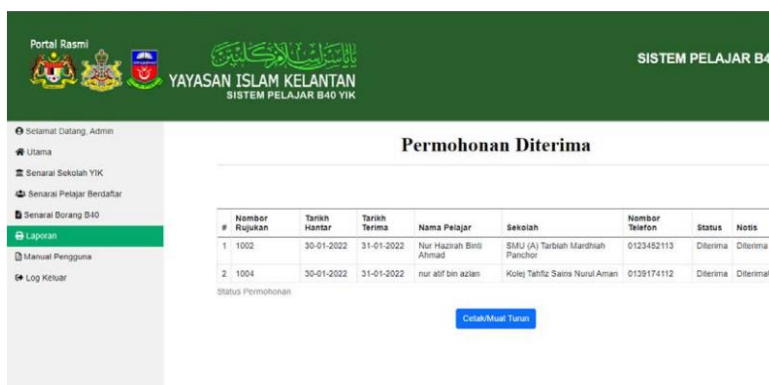 Portal Rasmi
YAYASAN ISLAM KELANTAN
SISTEM PELAJAR B40 YIK
SISTEM PELAJAR B4
Selamat Datang, Admin
Utama
Senarai Sekolah YIK
Senarai Pelajar Berdaftar
Senarai Borang B40
Laporan
Manual Pengguna
Log Keluar
Permohonan Diterima
# Nombor Rujukan Tarikh Hantar Tarikh Terima Nama Pelajar Sekolah Nombor Telefon Status Notis
1 1002 30-01-2022 31-01-2022 Nur Hazirah Binti Ahmad SMU (A) Tarbiah Mardhiah Panchor 0123452113 Diterima Diterima
2 1004 30-01-2022 31-01-2022 nur atif bin azlan Kolej Tahfiz Sains Nurul Aman 0139174112 Diterima Diterimat
Status Permohonan
Cetak/Muat Turun